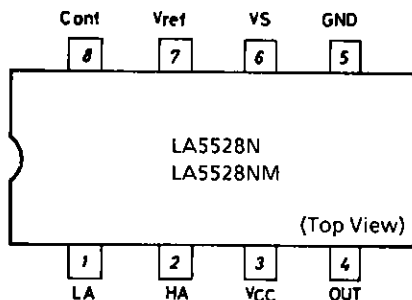 Cont Vref VS GND
8 7 6 5
LA5528N
LA5528NM
(Top View)
1 2 3 4
LA HA VCC OUT